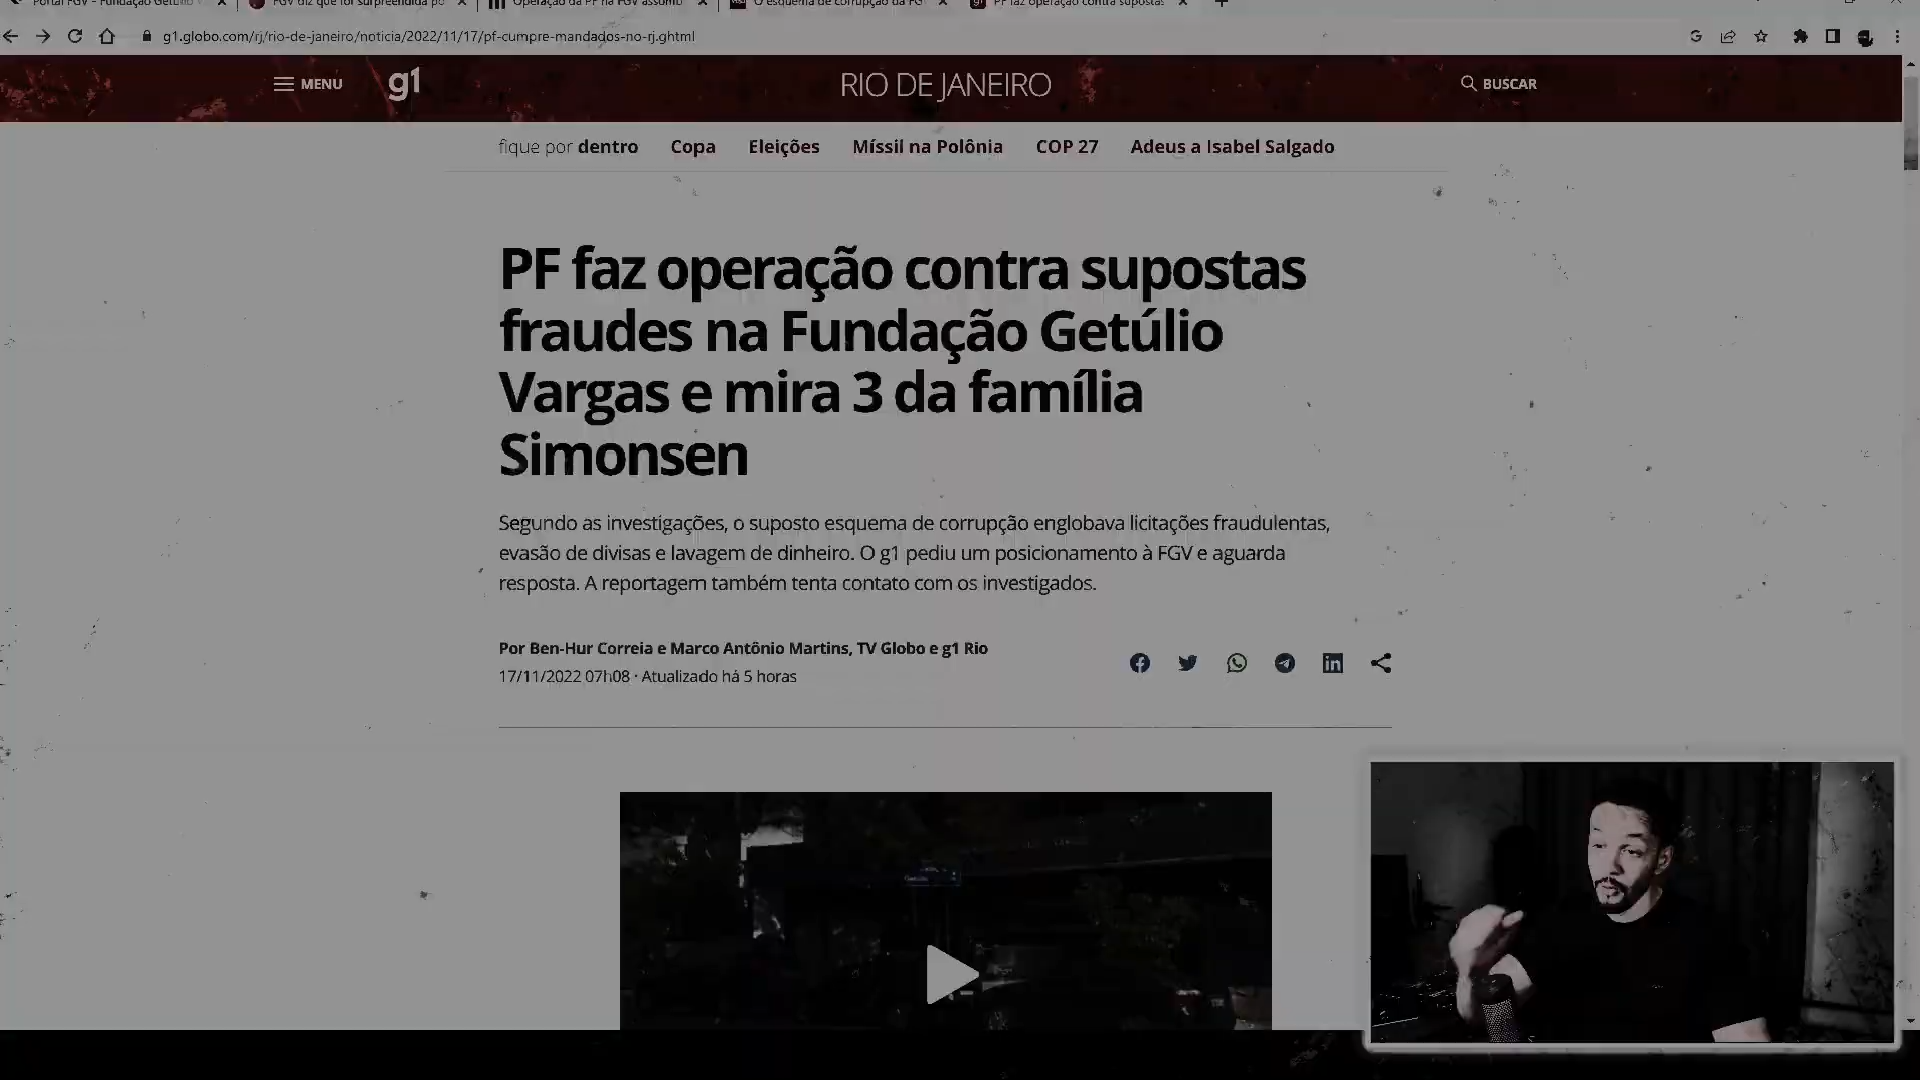 g1.globo.com/rj/rio-de-janeiro/noticia/2022/11/17/pf-cumpre-mandados-no-rj.ghtml
MENU g1 RIO DE JANEIRO BUSCAR
fique por dentro Copa Eleições Míssil na Polônia COP 27 Adeus a Isabel Salgado
PF faz operação contra supostas
fraudes na Fundação Getúlio
Vargas e mira 3 da família
Simonsen
Segundo as investigações, o suposto esquema de corrupção englobava licitações fraudulentas,
evasão de divisas e lavagem de dinheiro. O g1 pediu um posicionamento à FGV e aguarda
resposta. A reportagem também tenta contato com os investigados.
Por Ben-Hur Correia e Marco Antônio Martins, TV Globo e g1 Rio
17/11/2022 07h08 · Atualizado há 5 horas